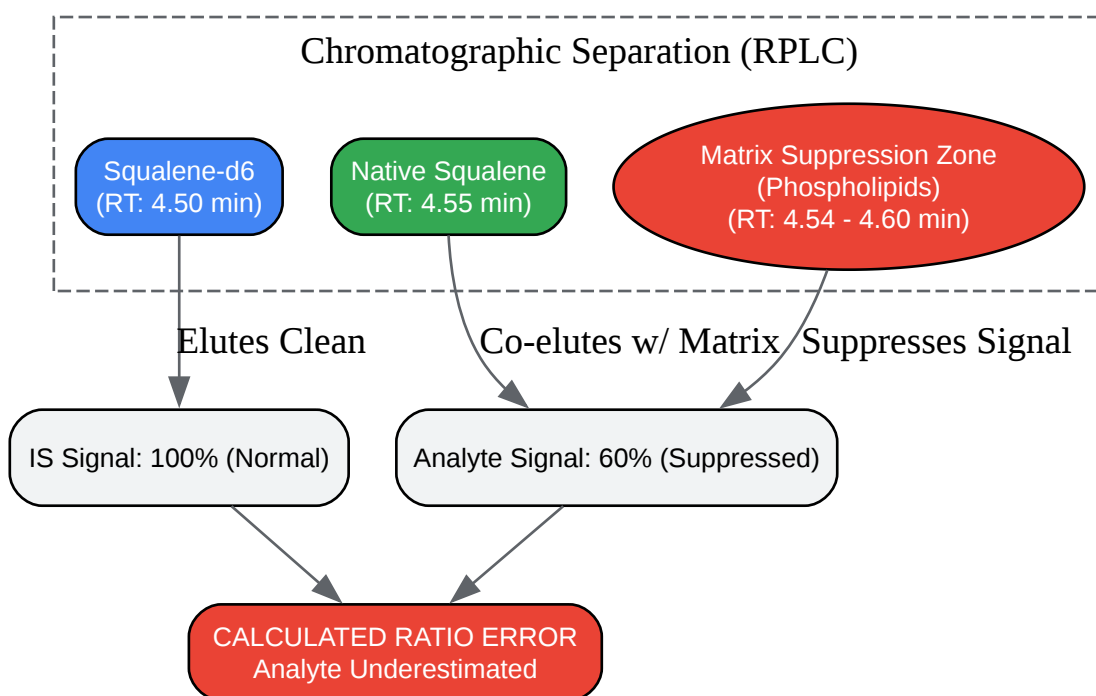 Chromatographic Separation (RPLC)
Squalene-d6
(RT: 4.50 min)
Native Squalene
(RT: 4.55 min)
Matrix Suppression Zone
(Phospholipids)
(RT: 4.54 - 4.60 min)
Elutes Clean
Co-elutes w/ Matrix
Suppresses Signal
IS Signal: 100% (Normal)
Analyte Signal: 60% (Suppressed)
CALCULATED RATIO ERROR
Analyte Underestimated